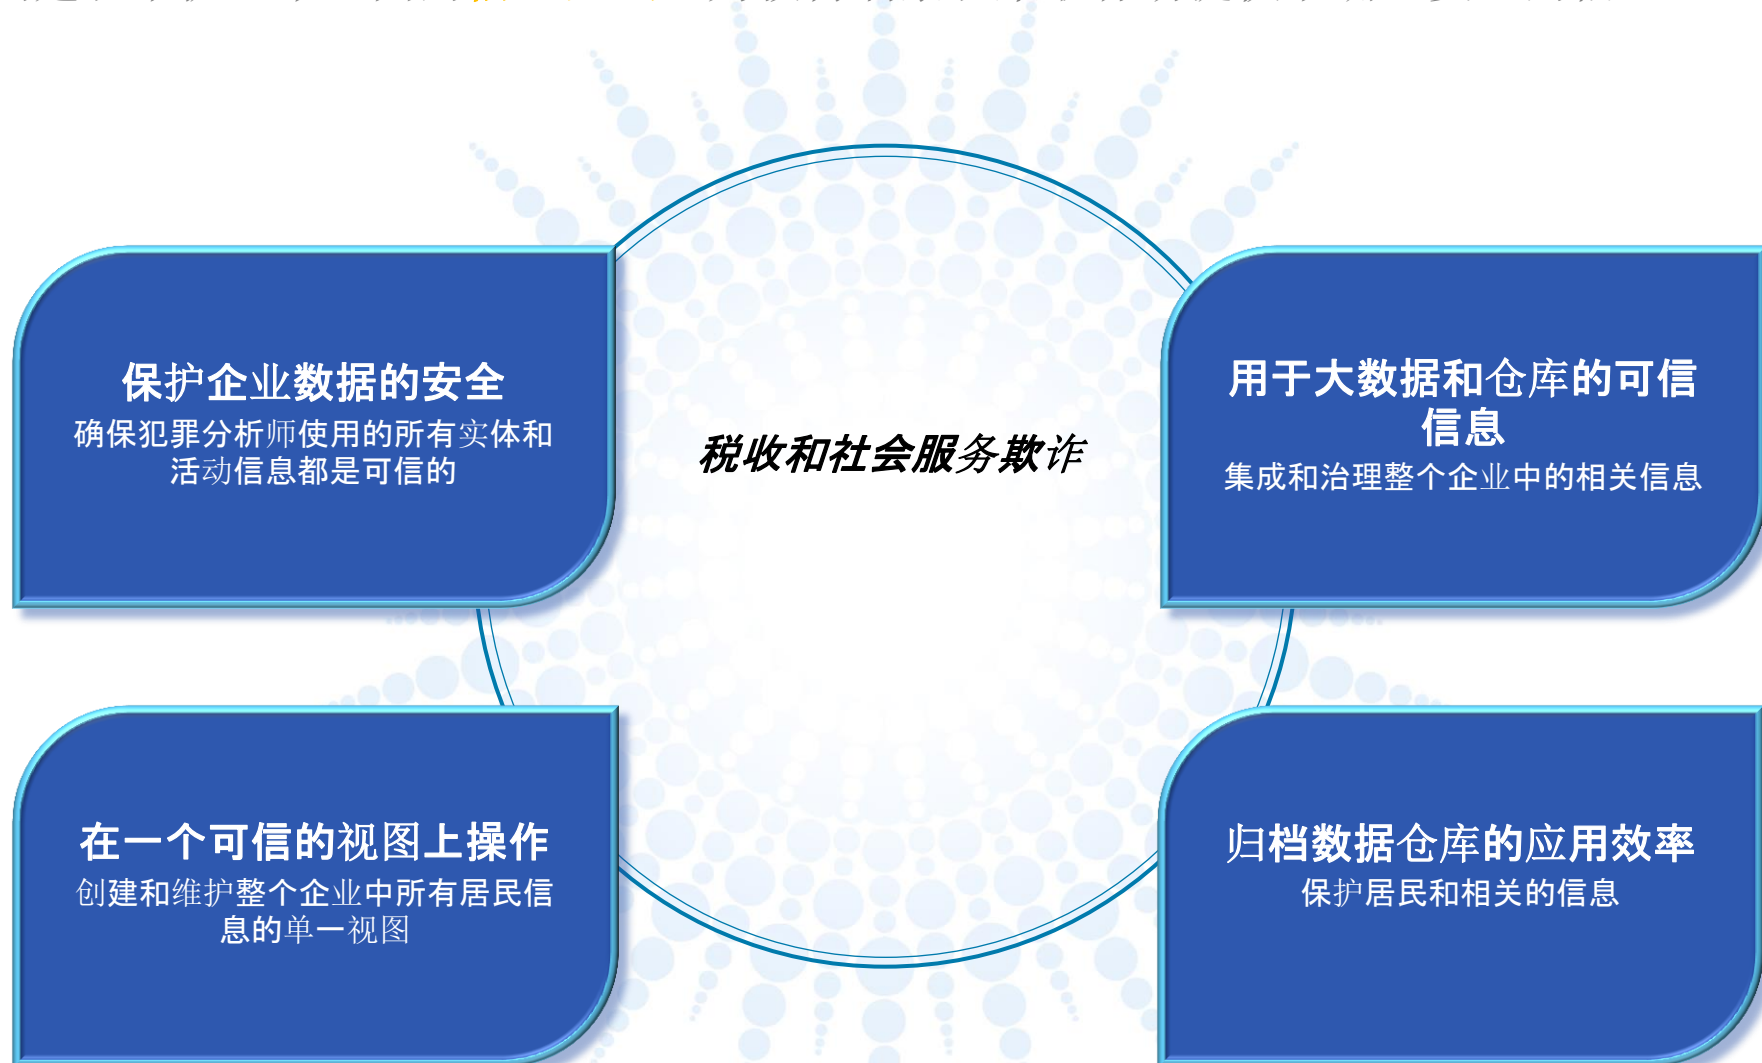 保护企业数据的安全
确保犯罪分析师使用的所有实体和
活动信息都是可信的
税收和社会服务欺诈
用于大数据和仓库的可信
信息
集成和治理整个企业中的相关信息
在一个可信的视图上操作
创建和维护整个企业中所有居民信
息的单一视图
归档数据仓库的应用效率
保护居民和相关的信息